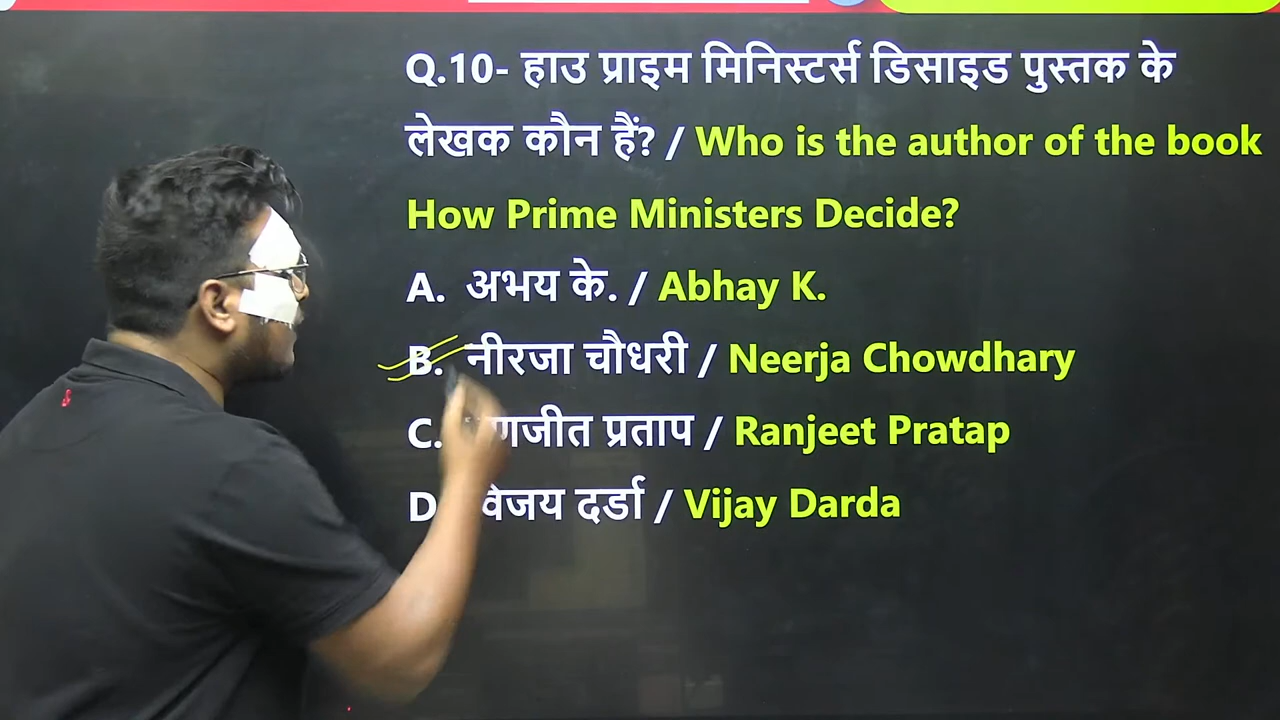 Q.10- हाउ प्राइम मिनिस्टर्स डिसाइड पुस्तक के
लेखक कौन हैं? / Who is the author of the book
How Prime Ministers Decide?
A. अभय के. / Abhay K.
B. नीरजा चौधरी / Neerja Chowdhary
C. प्रताप / Ranjeet Pratap
D दर्डा / Vijay Darda